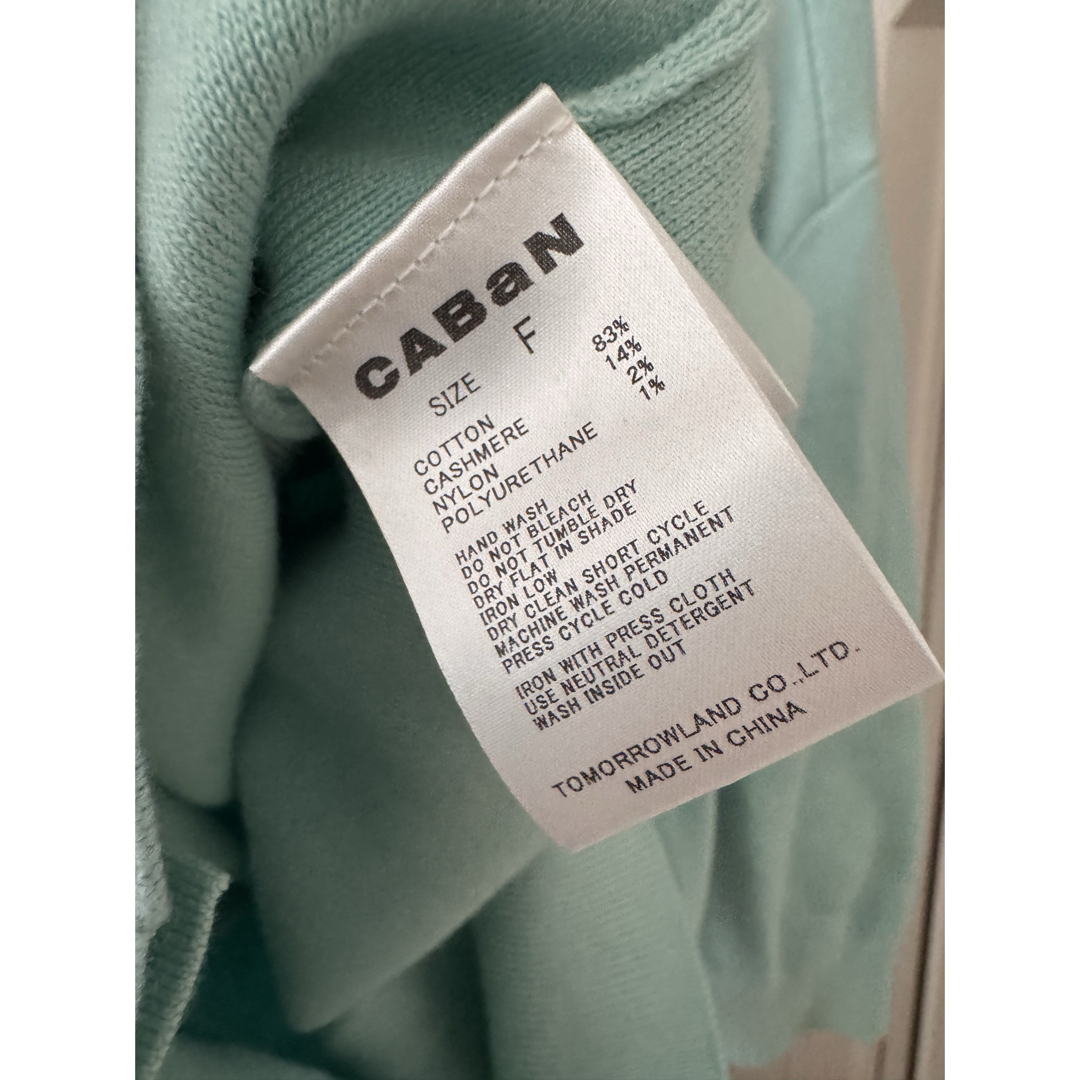 CABaN
SIZE F
COTTON 83%
CASHMERE 14%
NYLON 2%
POLYURETHANE 1%
HAND WASH
DO NOT BLEACH
DO NOT TUMBLE DRY
DRY FLAT IN SHADE
IRON LOW
DRY CLEAN SHORT CYCLE
MACHINE WASH PERMANENT
PRESS CYCLE COLD
IRON WITH PRESS CLOTH
USE NEUTRAL DETERGENT
WASH INSIDE OUT
TOMORROWLAND CO.,LTD.
MADE IN CHINA